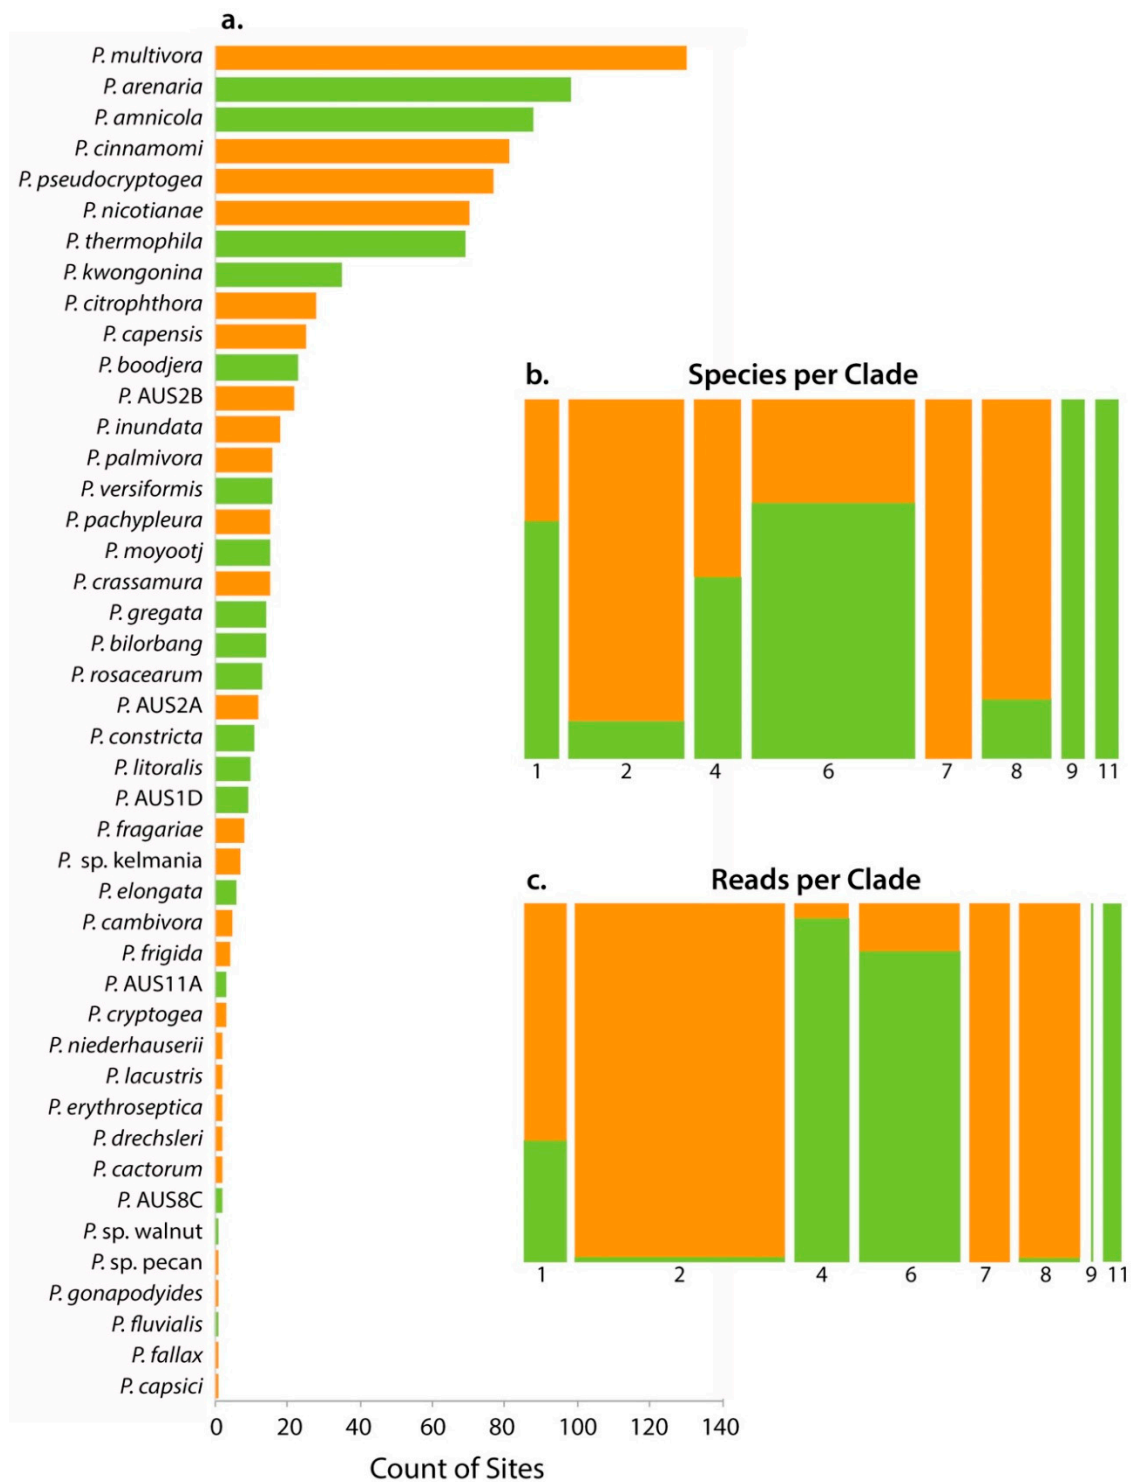 a.
P. multivora
P. arenaria
P. amnicola
P. cinnamomi
P. pseudocryptogea
P. nicotianae
P. thermophila
P. kwongonina
P. citrophthora
P. capensis
P. boodjera
P. AUS2B
P. inundata
P. palmivora
P. versiformis
P. pachypleura
P. moyootj
P. crassamura
P. gregata
P. bilorbang
P. rosacearum
P. AUS2A
P. constricta
P. litoralis
P. AUS1D
P. fragariae
P. sp. kelmania
P. elongata
P. cambivora
P. frigida
P. AUS11A
P. cryptogea
P. niederhauserii
P. lacustris
P. erythroseptica
P. drechsleri
P. cactorum
P. AUS8C
P. sp. walnut
P. sp. pecan
P. gonapodyides
P. fluvialis
P. fallax
P. capsici
0 20 40 60 80 100 120 140
Count of Sites
b. Species per Clade
1 2 4 6 7 8 9 11
c. Reads per Clade
1 2 4 6 7 8 9 11